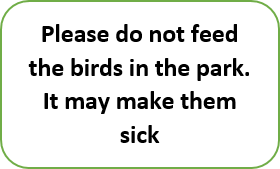 Please do not feed
the birds in the park.
It may make them
sick